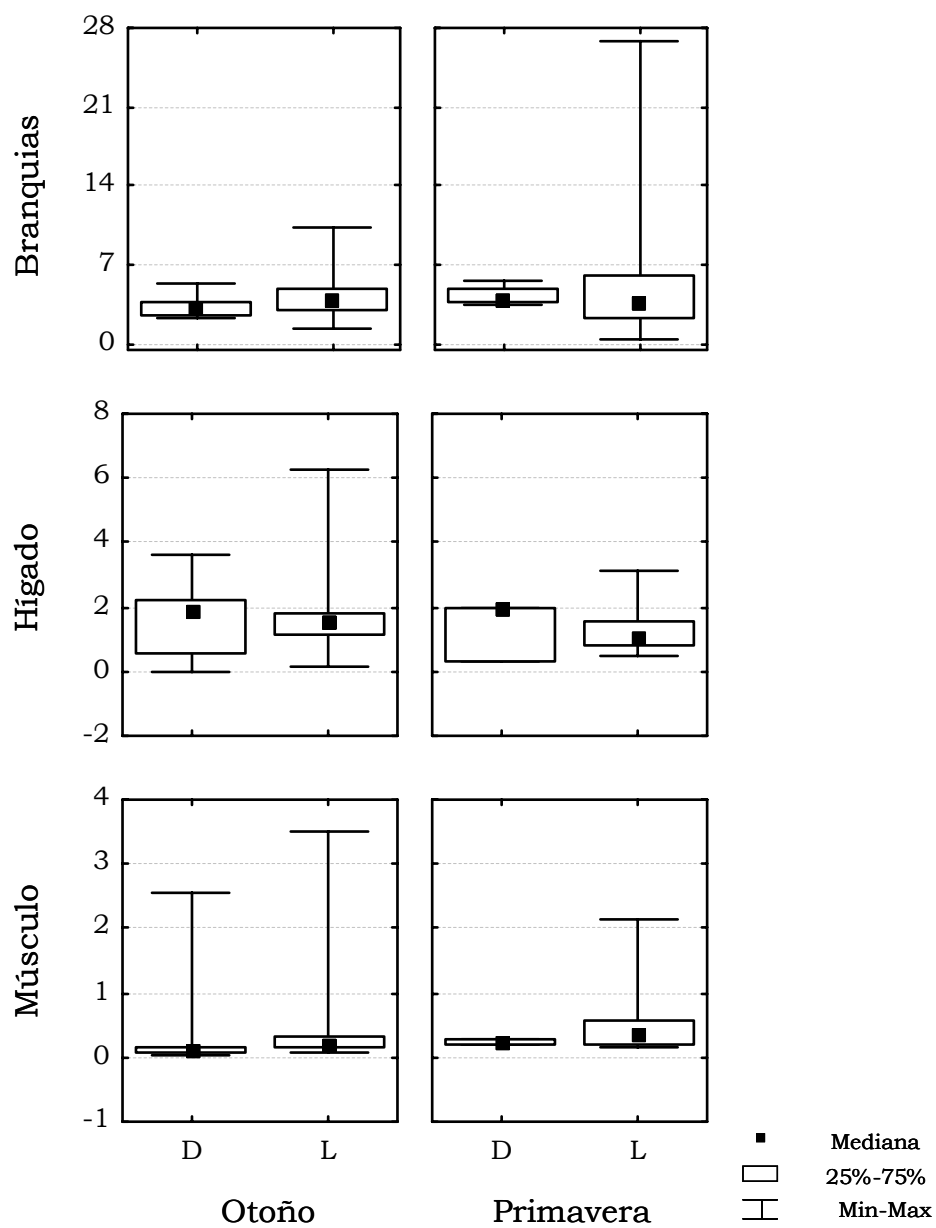 28
21
14
7
0
Branquias
8
6
4
2
0
-2
Hígado
4
3
2
1
0
-1
Músculo
D L D L
Otoño Primavera
Mediana
25%-75%
Min-Max